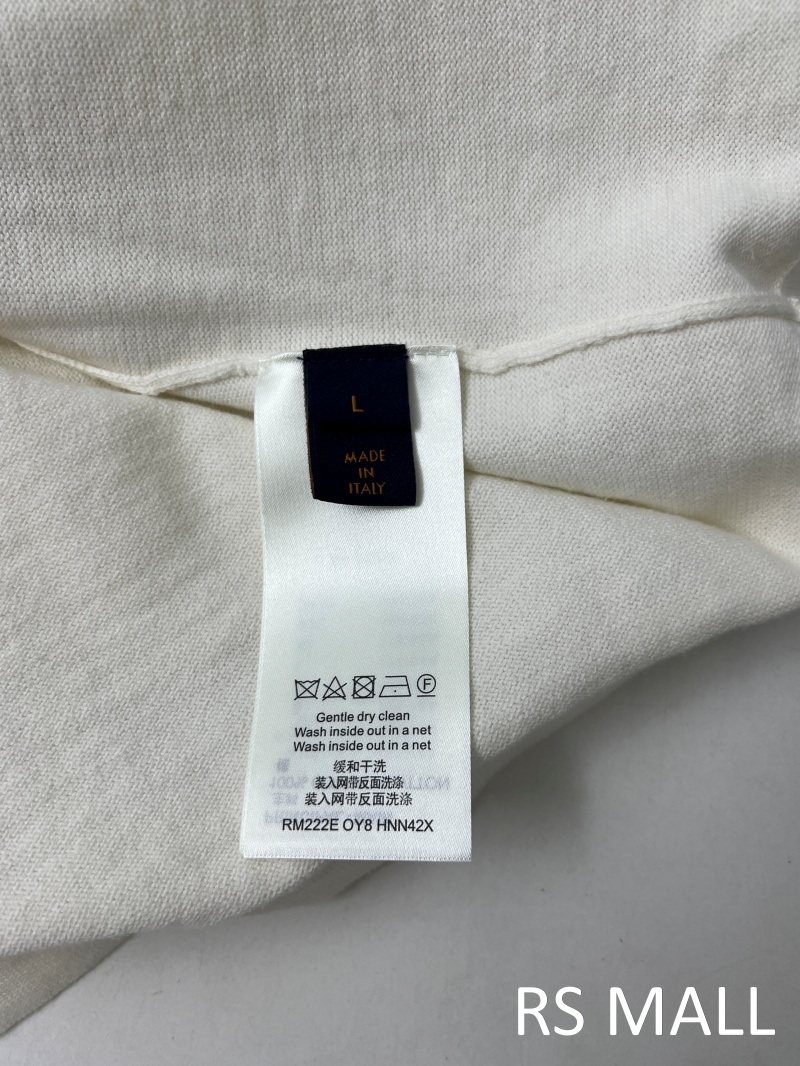 L
MADE
IN
ITALY
Gentle dry clean
Wash inside out in a net
Wash inside out in a net
缓和干洗
装入网带反面洗涤
装入网带反面洗涤
RM222E OY8 HNN42X
RS MALL